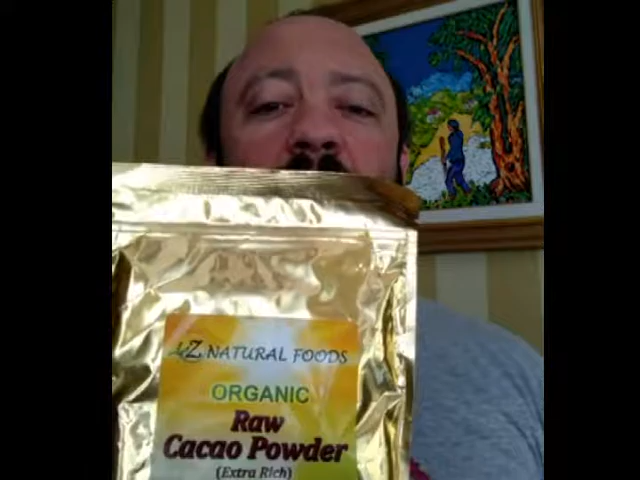 Z NATURAL FOODS
ORGANIC
Raw
Cacao Powder
(Extra Rich)